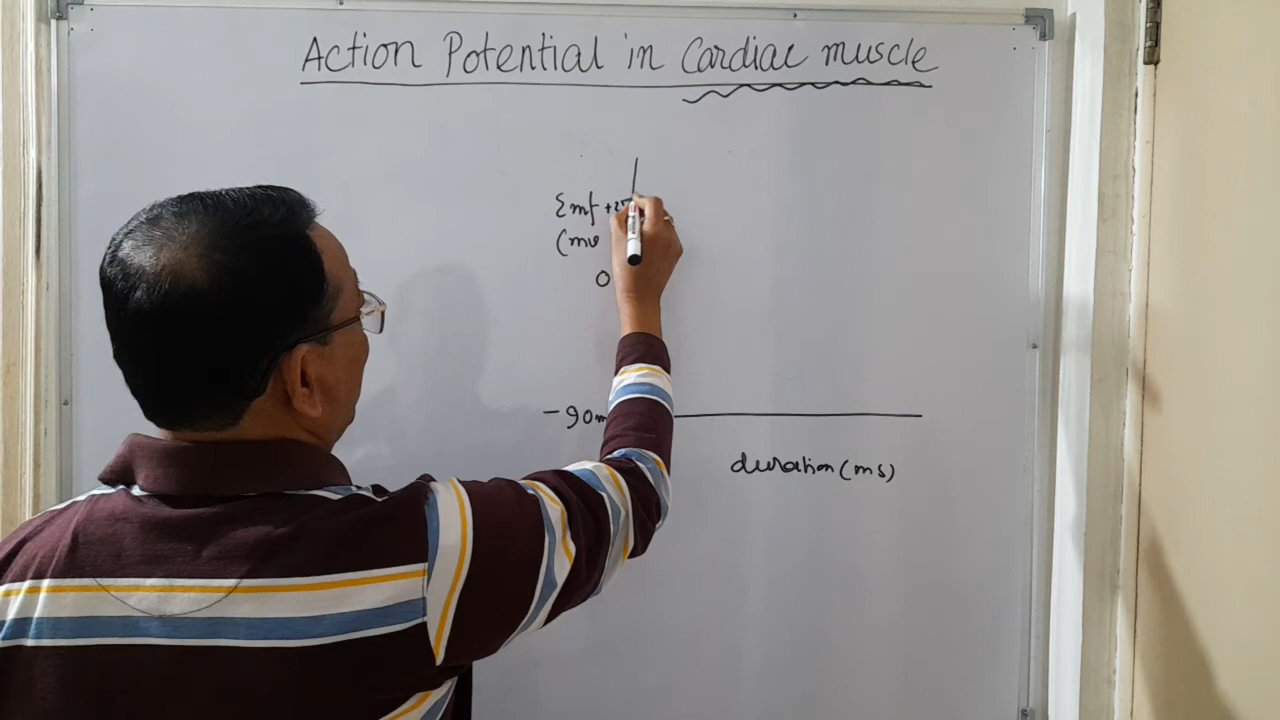 Action Potential in Cardiac muscle
Emf
(mv
0
-90m
duration (ms)